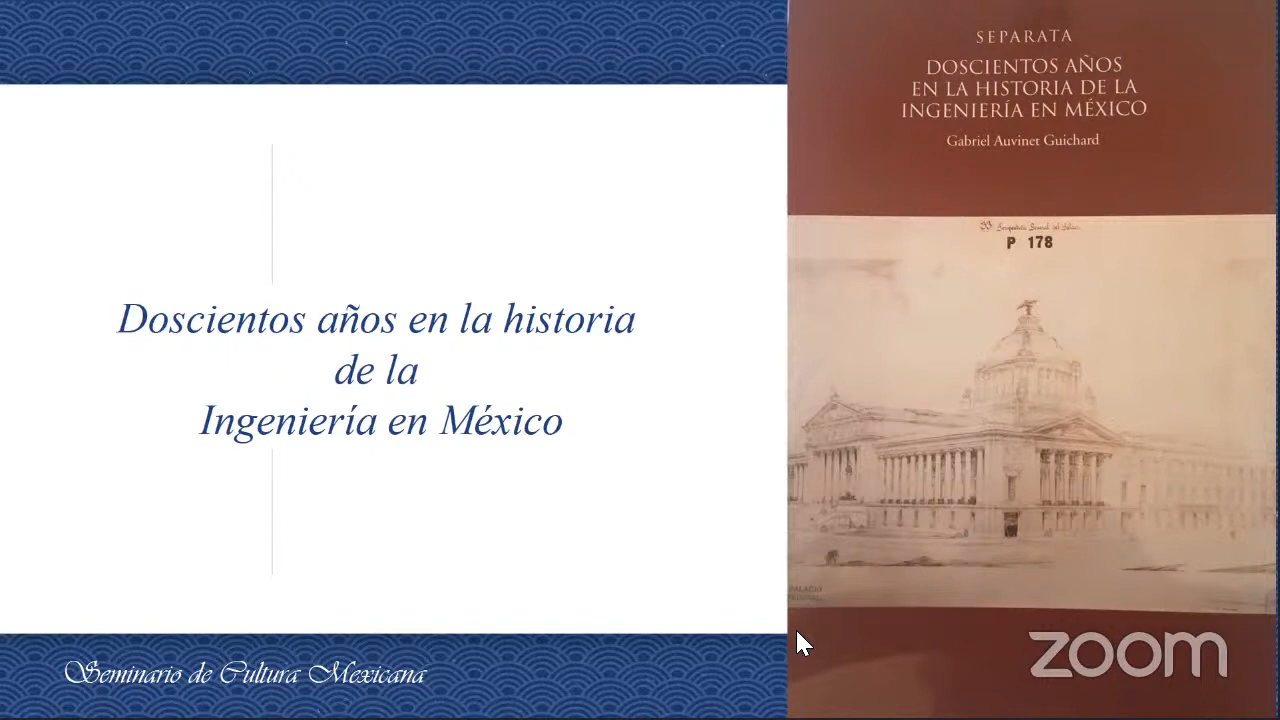 Doscientos años en la historia
de la
Ingeniería en México
Seminario de Cultura Mexicana
SEPARATA
DOSCIENTOS AÑOS
EN LA HISTORIA DE LA
INGENIERÍA EN MÉXICO
Gabriel Auvinet Guichard
P 178
PALACIO
zoom